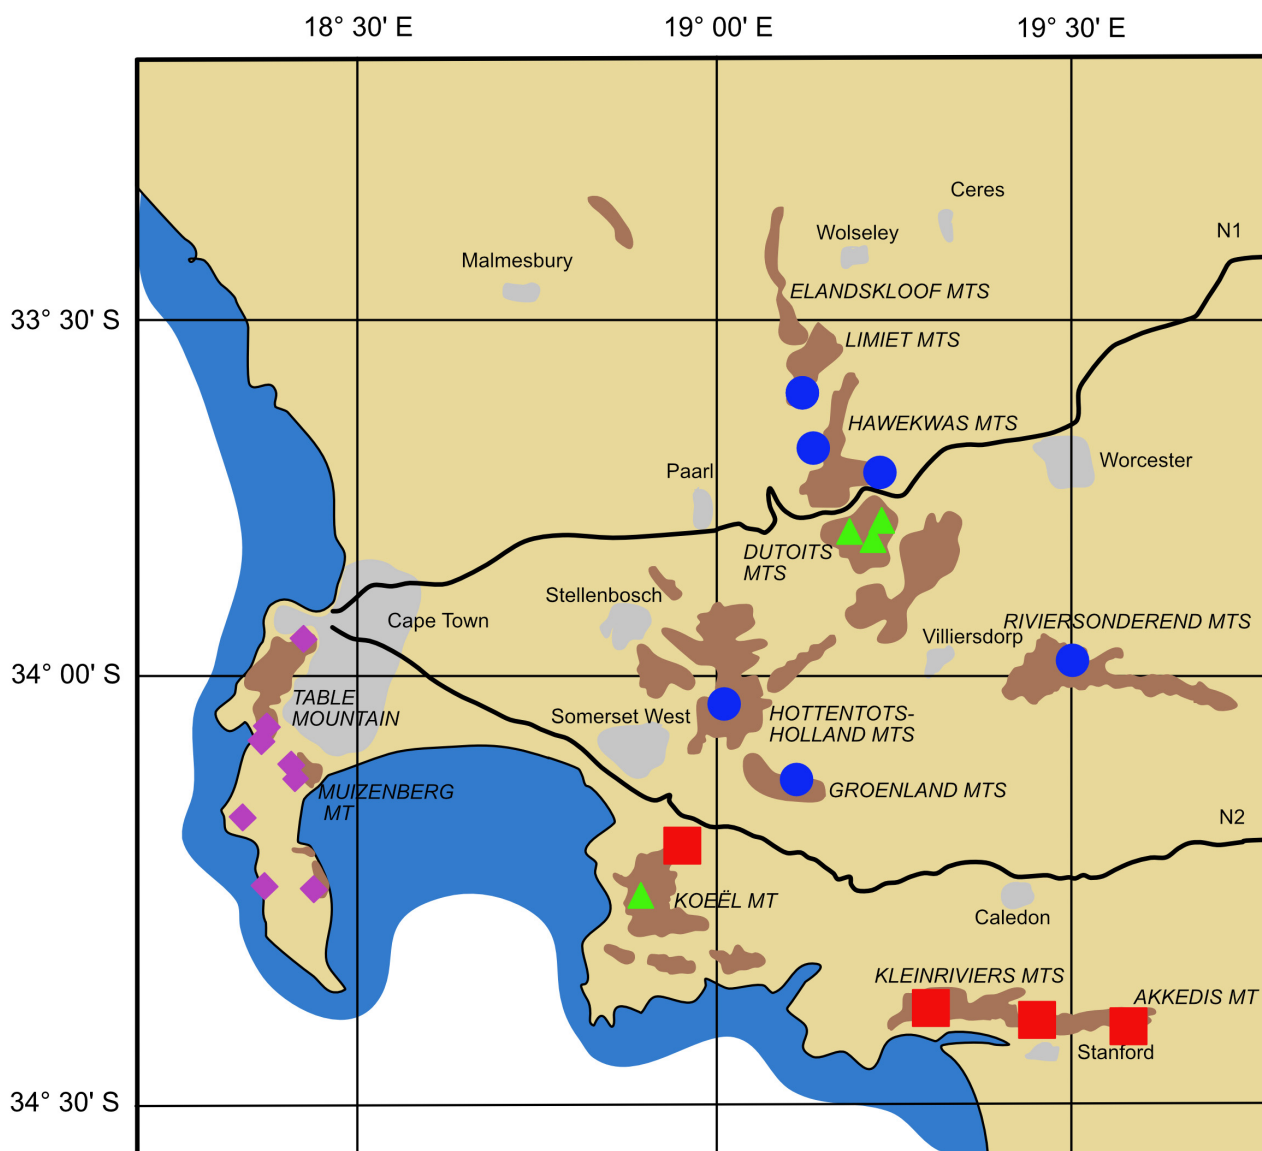 18° 30' E
19° 00' E
19° 30' E
Ceres
Wolseley
N1
Malmesbury
ELANDSKLOOF MTS
33° 30' S
LIMIET MTS
HAWEKWAS MTS
Paarl
Worcester
DUTOITS
MTS
Stellenbosch
Cape Town
RIVIERSONDEREND MTS
Villiersdorp
34° 00' S
TABLE
MOUNTAIN
Somerset West
HOTTENTOTS-
HOLLAND MTS
MUIZENBERG
MT
GROENLAND MTS
N2
KOEËL MT
Caledon
KLEINRIVIERS MTS
AKKEDIS MT
Stanford
34° 30' S